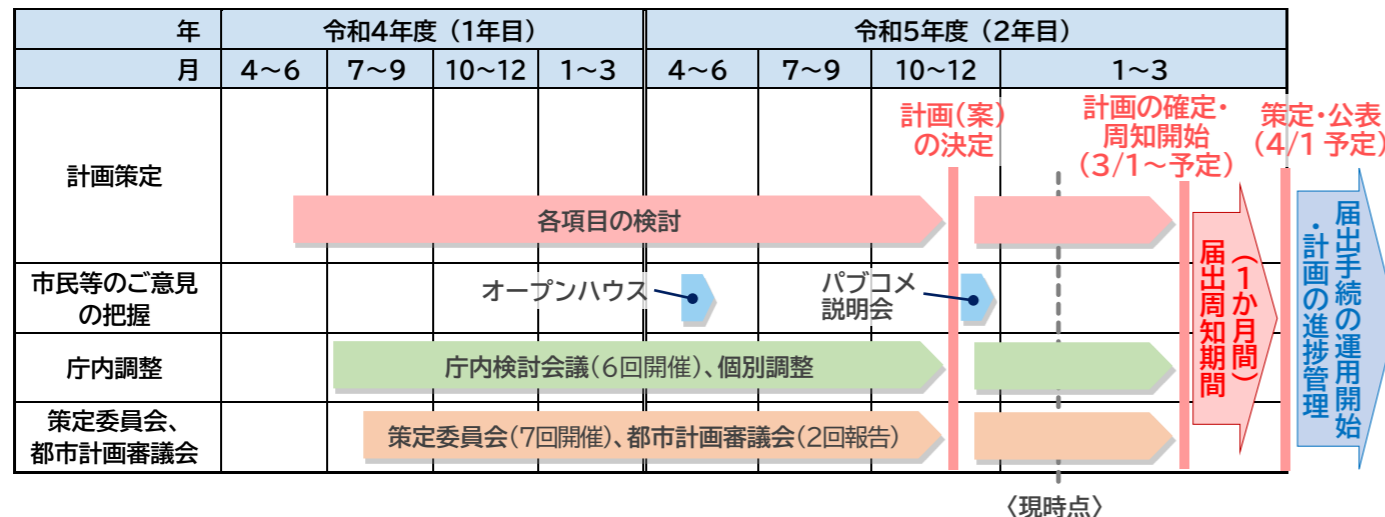 年 令和4年度（1年目） 令和5年度（2年目）
月 4～6 7～9 10～12 1～3 4～6 7～9 10～12 1～3
計画策定
計画(案)
の決定
計画の確定・
周知開始
(3/1～予定)
策定・公表
(4/1 予定)
各項目の検討
市民等のご意見
の把握
オープンハウス
パブコメ
説明会
庁内調整
庁内検討会議(6回開催)、個別調整
策定委員会、
都市計画審議会
策定委員会(7回開催)、都市計画審議会(2回報告)
届出周知期間
(1か月間)
届出手続の運用開始
・計画の進捗管理
〈現時点〉